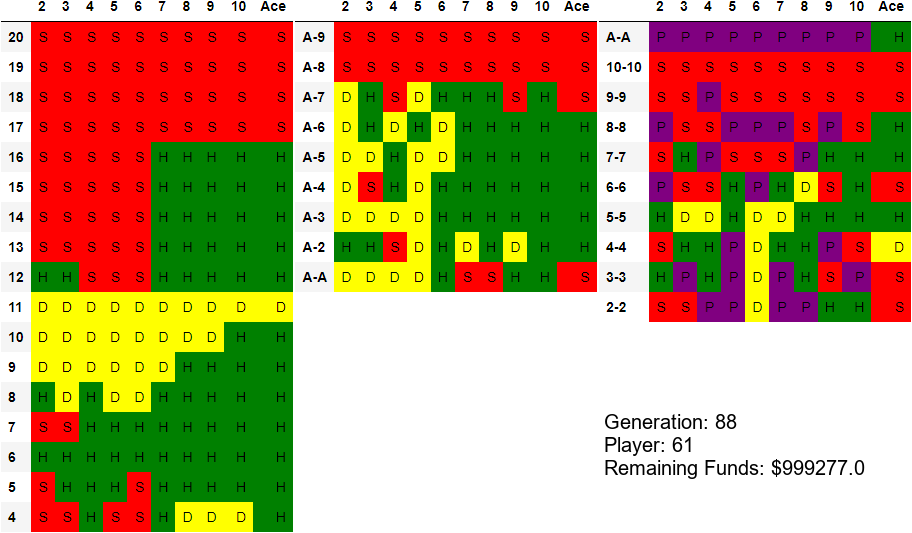 2 3 4 5 6 7 8 9 10 Ace
20 S S S S S S S S S S
19 S S S S S S S S S S
18 S S S S S S S S S S
17 S S S S S S S S S S
16 S S S S S H H H H H
15 S S S S S H H H H H
14 S S S S S H H H H H
13 S S S S S H H H H H
12 H H S S S H H H H H
11 D D D D D D D D D D
10 D D D D D D D D H H
9 D D D D D D H H H H
8 H D H D D H H H H H
7 S S H H H H H H H H
6 H H H H H H H H H H
5 S H H H S H H H H H
4 S S H S S H D D D H
2 3 4 5 6 7 8 9 10 Ace
A-9 S S S S S S S S S S
A-8 S S S S S S S S S S
A-7 D H S D H H H S H S
A-6 D H D H D H H H H H
A-5 D D H D D H H H H H
A-4 D S H D H H H H H H
A-3 D D D D H H H H H H
A-2 H H S D H D H D H H
A-A D D D D H S S H H S
2 3 4 5 6 7 8 9 10 Ace
A-A P P P P P P P P P H
10-10 S S S S S S S S S S
9-9 S S P S S S S S S S
8-8 P S S P P P S P S H
7-7 S H P S S S P H H H
6-6 P S S H P H D S H S
5-5 H D D H D D H H H H
4-4 S H H P D H H P S D
3-3 H P H P D P H S P S
2-2 S S P P D P P H H S
Generation: 88
Player: 61
Remaining Funds: $999277.0